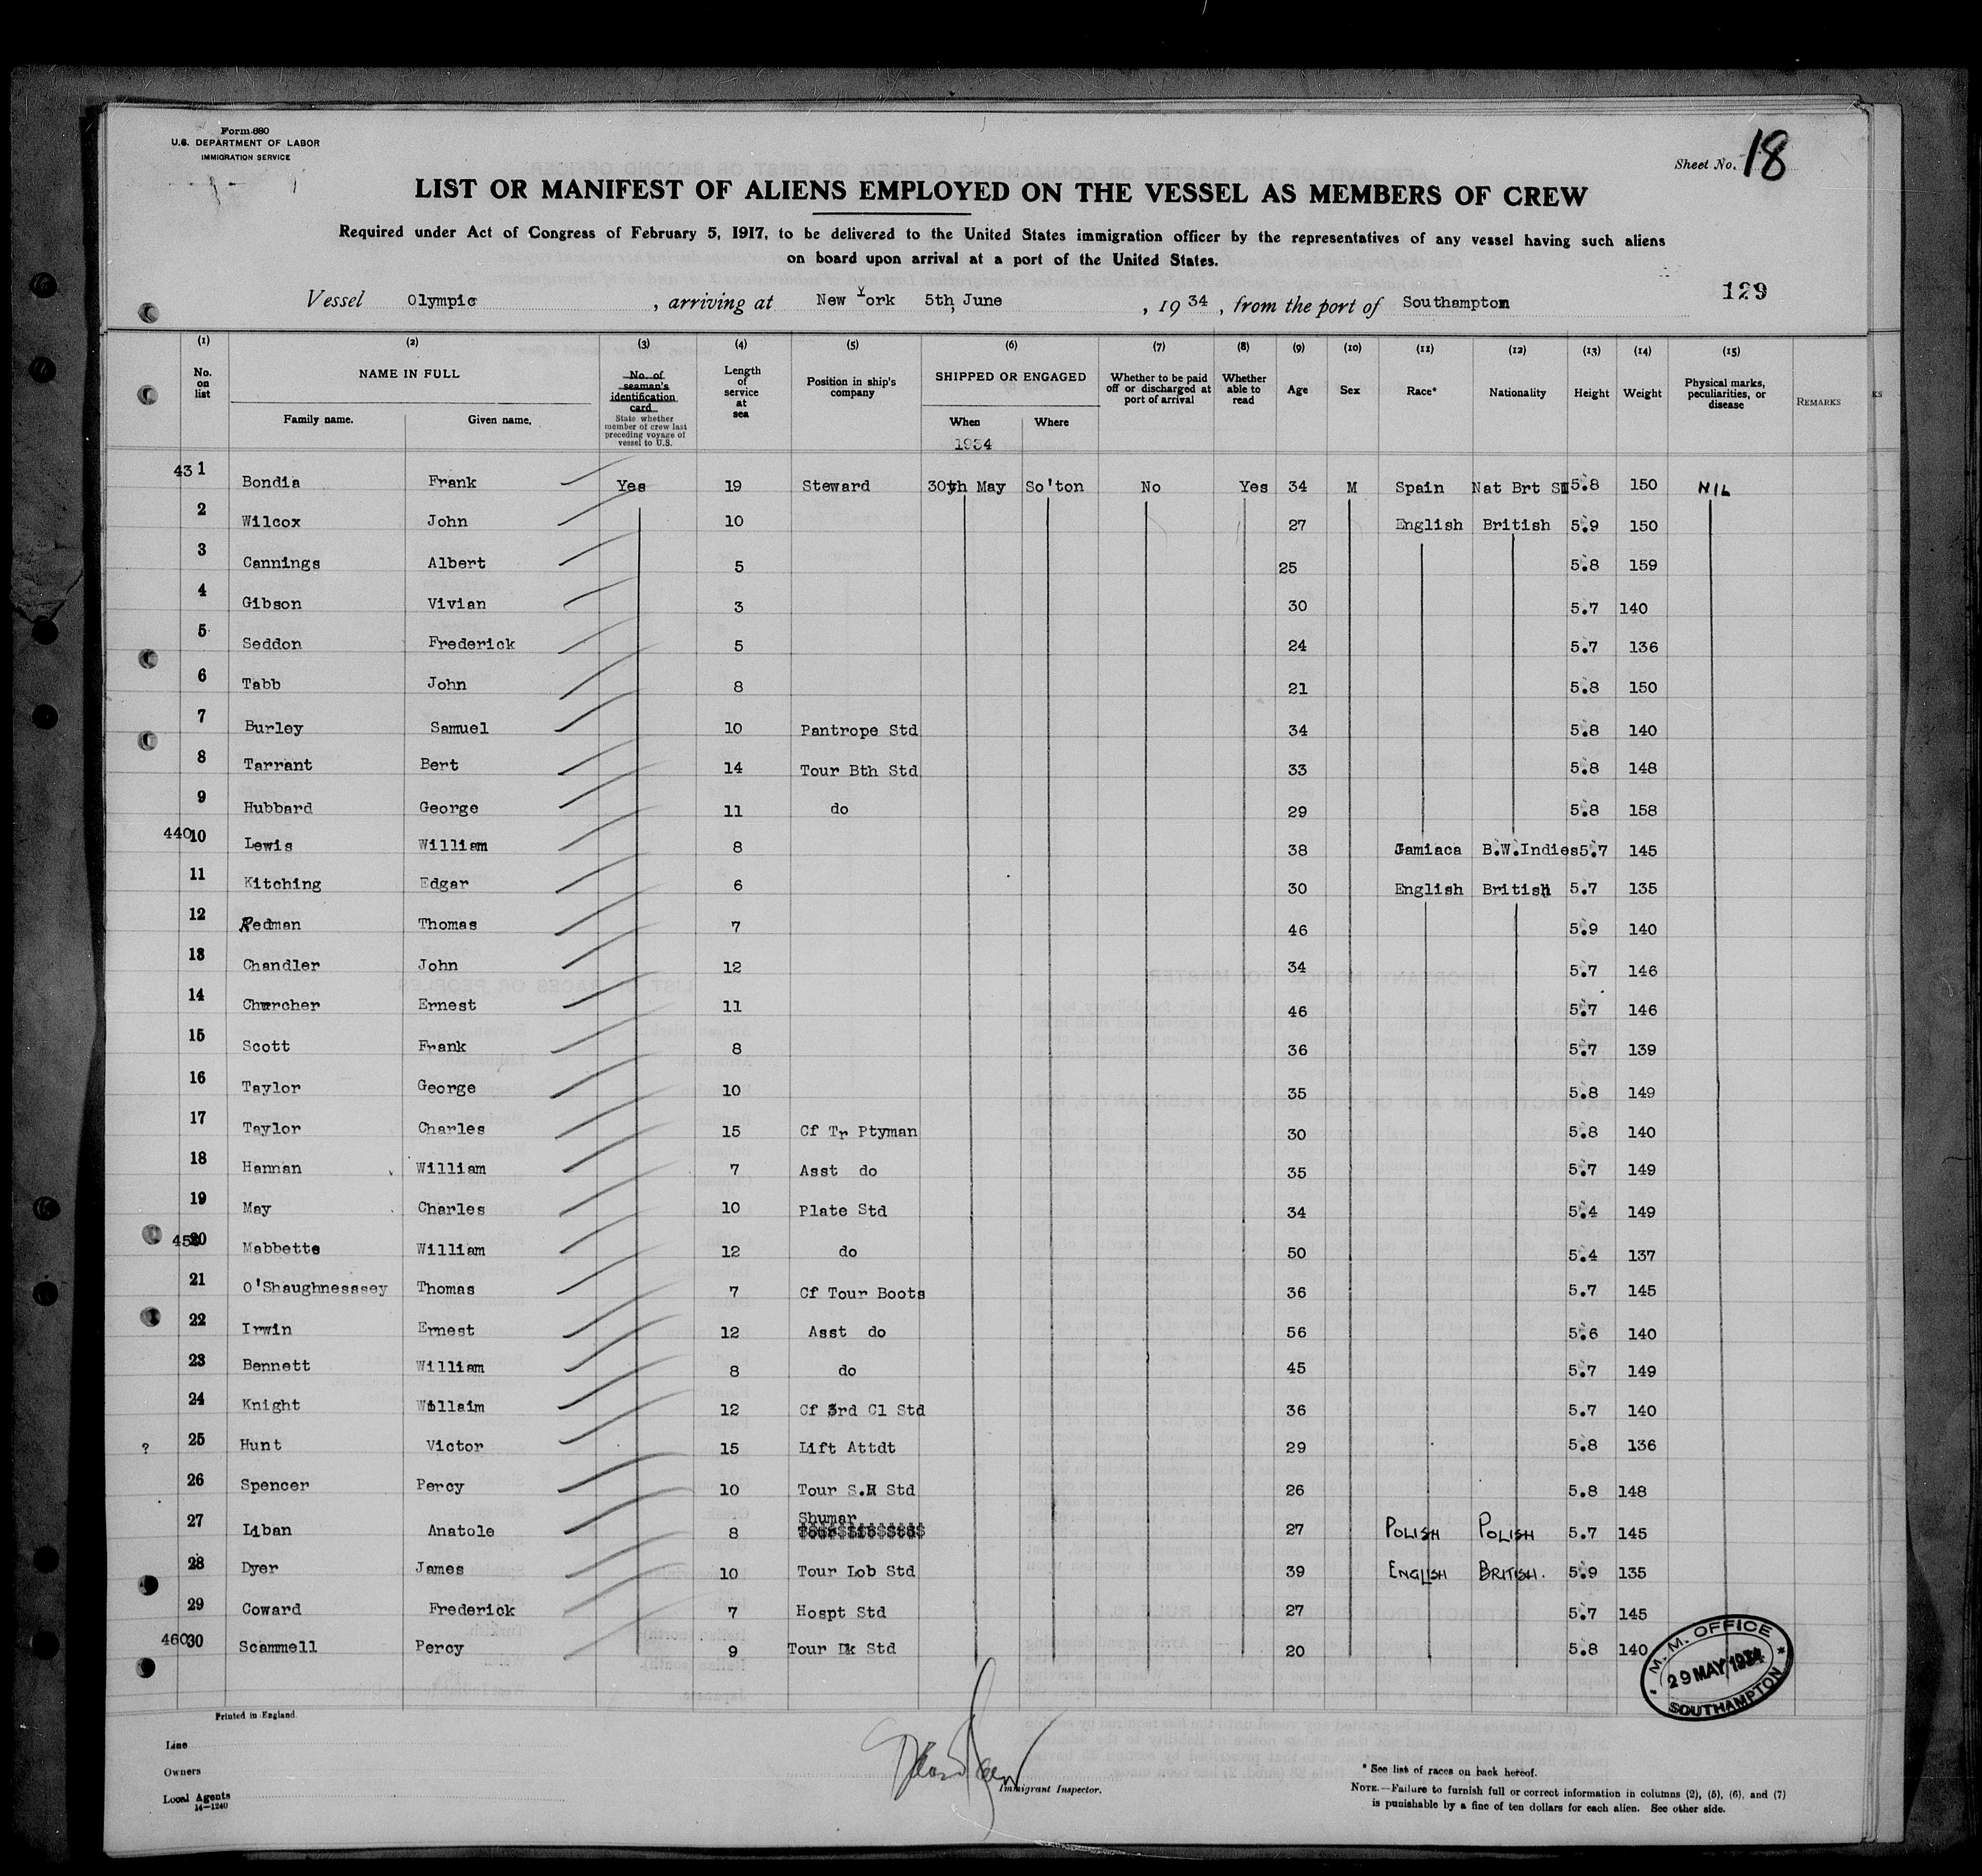 Form 680
U.S. DEPARTMENT OF LABOR
IMMIGRATION SERVICE
Sheet No. 18
LIST OR MANIFEST OF ALIENS EMPLOYED ON THE VESSEL AS MEMBERS OF CREW
Required under Act of Congress of February 5, 1917, to be delivered to the United States immigration officer by the representatives of any vessel having such aliens
on board upon arrival at a port of the United States.
129
Vessel Olympic , arriving at New York 5th, June , 19 34 , from the port of Southampton
(1) (2) (3) (4) (5) (6) (7) (8) (9) (10) (11) (12) (13) (14) (15)
No. on list NAME IN FULL Family name. Given name. No. of seaman's identification card State whether member of crew last preceding voyage of vessel to U.S. Length of service at sea Position in ship's company SHIPPED OR ENGAGED When 1934 Where Whether to be paid off or discharged at port of arrival Whether able to read Age Sex Race* Nationality Height Weight Physical marks, peculiarities, or disease REMARKS
43 1 Bondia Frank Yes 19 Steward 30th May So'ton No Yes 34 M Spain Nat Brt 5.8 150 NIL
2 Wilcox John 10 27 English British 5.9 150
3 Cannings Albert 5 25 5.8 159
4 Gibson Vivian 3 30 5.7 140
5 Seddon Frederick 5 24 5.7 136
6 Tabb John 8 21 5.8 150
7 Burley Samuel 10 Pantrope Std 34 5.8 140
8 Tarrant Bert 14 Tour Bth Std 33 5.8 148
9 Hubbard George 11 do 29 5.8 158
440 10 Lewis William 8 38 Jamiaca B.W.Indies 5.7 145
11 Kitching Edgar 6 30 English British 5.7 135
12 Redman Thomas 7 46 5.9 140
13 Chandler John 12 34 5.7 146
14 Churcher Ernest 11 46 5.7 146
15 Scott Frank 8 36 5.7 139
16 Taylor George 10 35 5.8 149
17 Taylor Charles 15 Cf Tr Ptyman 30 5.8 140
18 Hannan William 7 Asst do 35 5.7 149
19 May Charles 10 Plate Std 34 5.4 149
450 20 Mabbette William 12 do 50 5.4 137
21 O'Shaughnesssey Thomas 7 Cf Tour Boots 36 5.7 145
22 Irwin Ernest 12 Asst do 56 5.6 140
23 Bennett William 8 do 45 5.7 149
24 Knight Willaim 12 Cf 3rd Cl Std 36 5.7 140
? 25 Hunt Victor 15 Lift Attdt 29 5.8 136
26 Spencer Percy 10 Tour S.R Std 26 5.8 148
27 Liban Anatole 8 Shumar 27 POLISH POLISH 5.7 145
28 Dyer James 10 Tour Lob Std 39 ENGLISH BRITISH. 5.9 135
29 Coward Frederick 7 Hospt Std 27 5.7 145
460 30 Scammell Percy 9 Tour Dk Std 20 5.8 140
M.M. OFFICE
29 MAY 1934
SOUTHAMPTON
Printed in England.
Line
Owners
Local Agents
14—1240
Immigrant Inspector.
* See list of races on back hereof.
NOTE.—Failure to furnish full or correct information in columns (2), (5), (6), and (7)
is punishable by a fine of ten dollars for each alien. See other side.